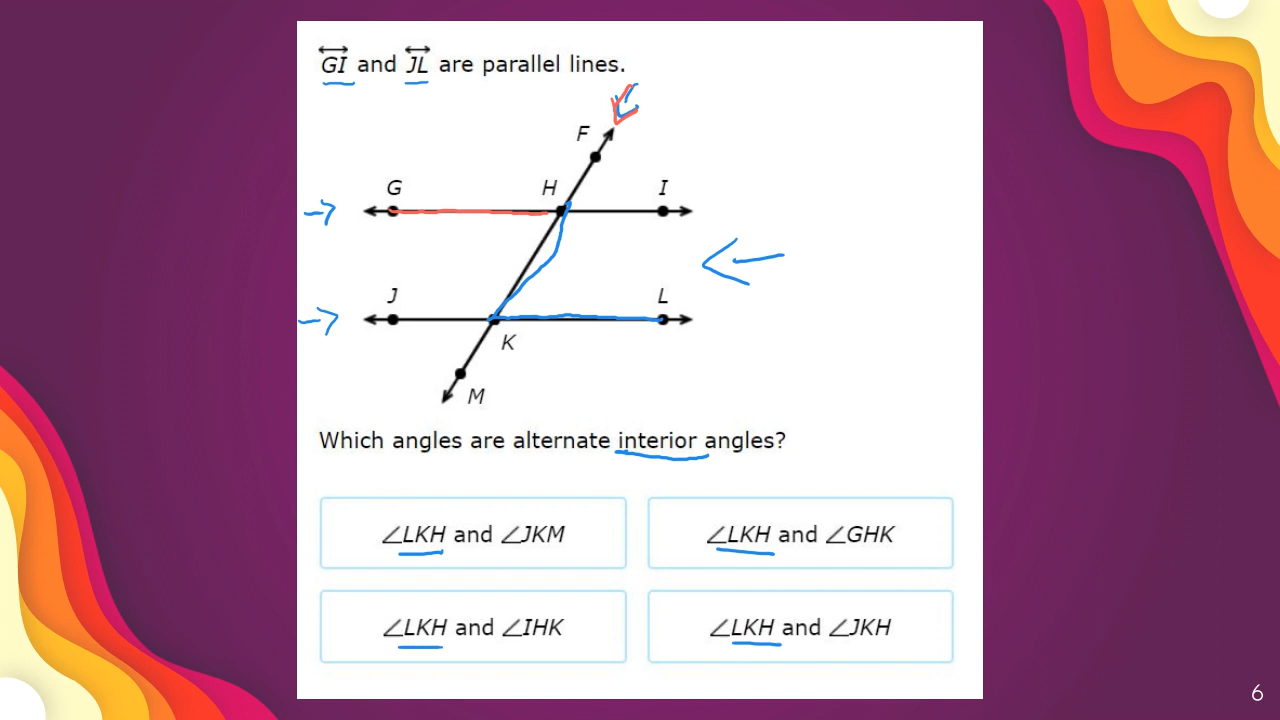 GI and JL are parallel lines.
F
G H I
J L
K
M
Which angles are alternate interior angles?
∠LKH and ∠JKM
∠LKH and ∠GHK
∠LKH and ∠IHK
∠LKH and ∠JKH
6